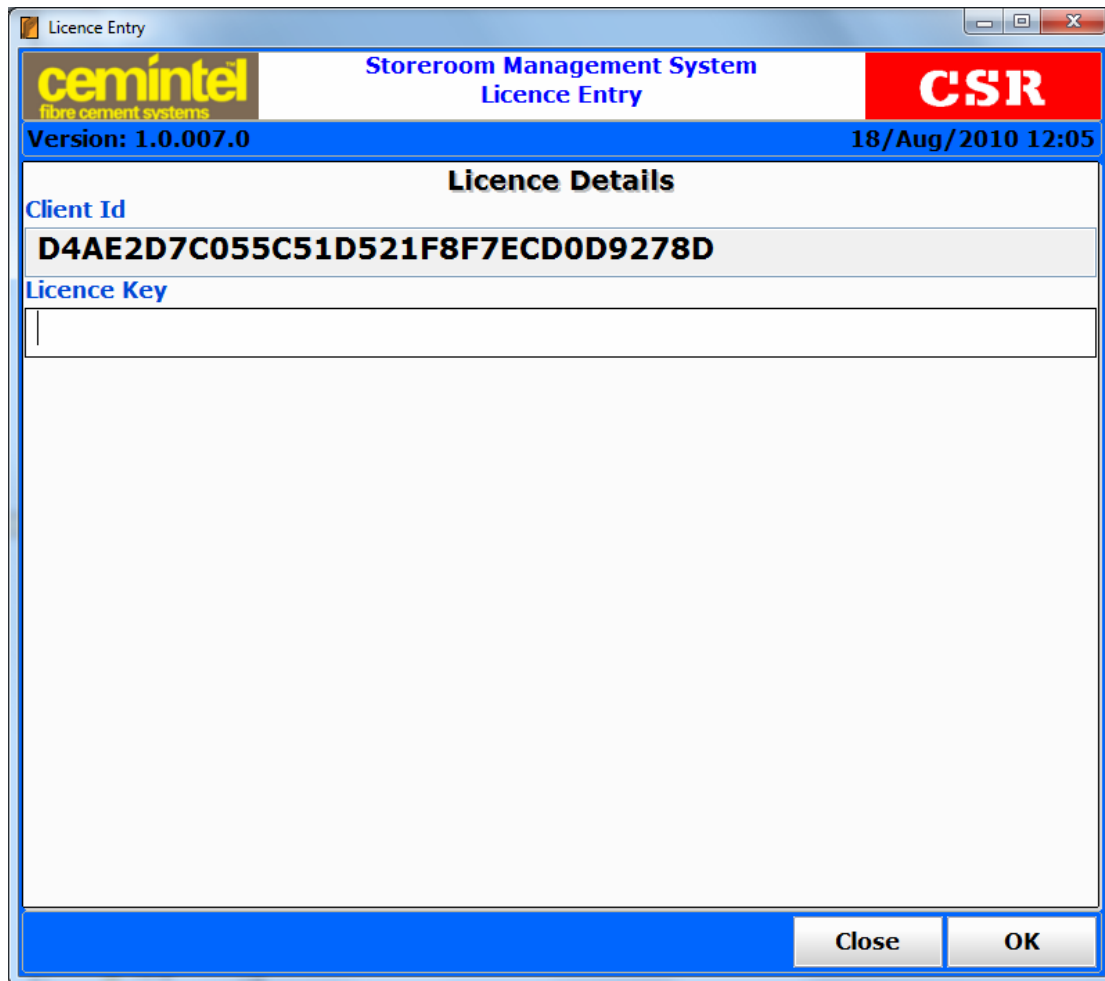 Licence Entry
cemintel™
fibre cement systems
Storeroom Management System
Licence Entry
CSR
Version: 1.0.007.0
18/Aug/2010 12:05
Licence Details
Client Id
D4AE2D7C055C51D521F8F7ECD0D9278D
Licence Key
Close
OK